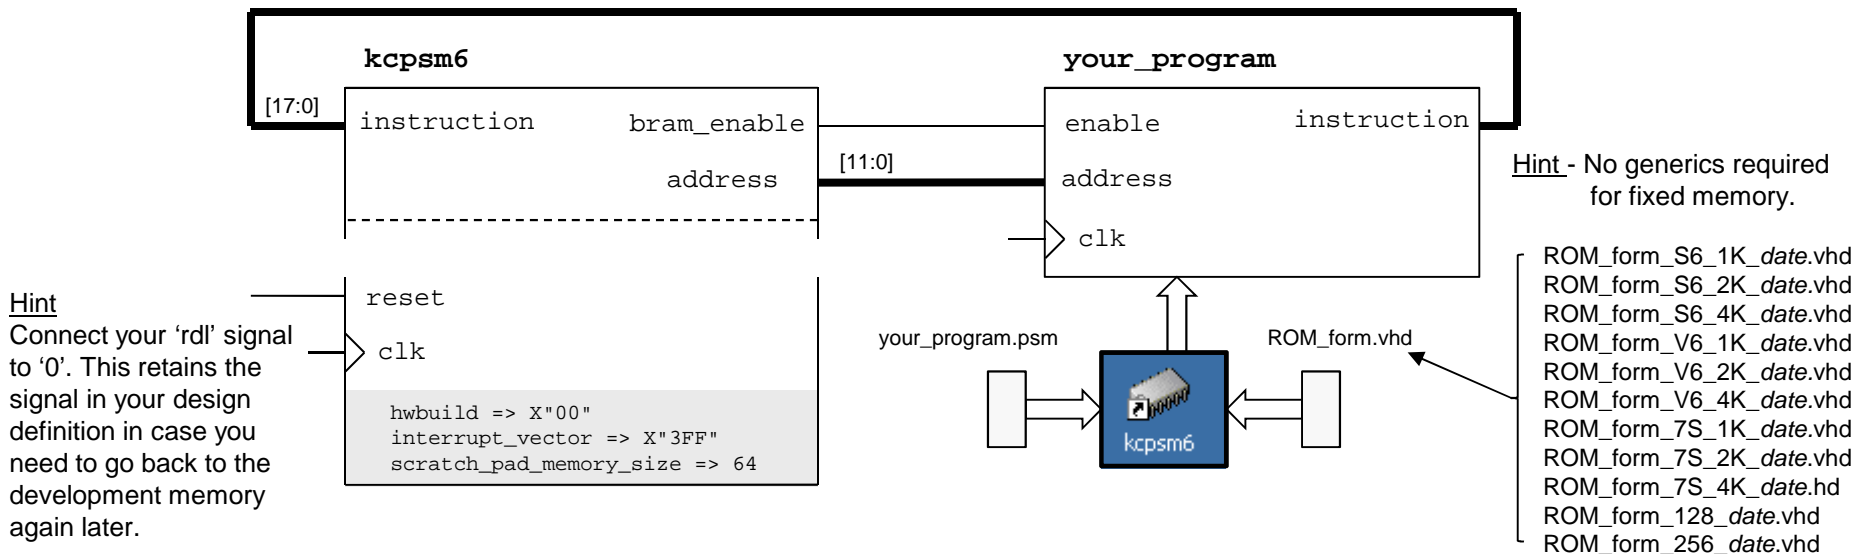 kcpsm6
your_program
[17:0]
instruction
bram_enable
address
[11:0]
enable
instruction
address
clk
reset
clk
hwbuild => X"00"
interrupt_vector => X"3FF"
scratch_pad_memory_size => 64
Hint
Connect your ‘rdl’ signal
to ‘0’. This retains the
signal in your design
definition in case you
need to go back to the
development memory
again later.
your_program.psm
ROM_form.vhd
kcpsm6
Hint - No generics required
for fixed memory.
ROM_form_S6_1K_date.vhd
ROM_form_S6_2K_date.vhd
ROM_form_S6_4K_date.vhd
ROM_form_V6_1K_date.vhd
ROM_form_V6_2K_date.vhd
ROM_form_V6_4K_date.vhd
ROM_form_7S_1K_date.vhd
ROM_form_7S_2K_date.vhd
ROM_form_7S_4K_date.hd
ROM_form_128_date.vhd
ROM_form_256_date.vhd